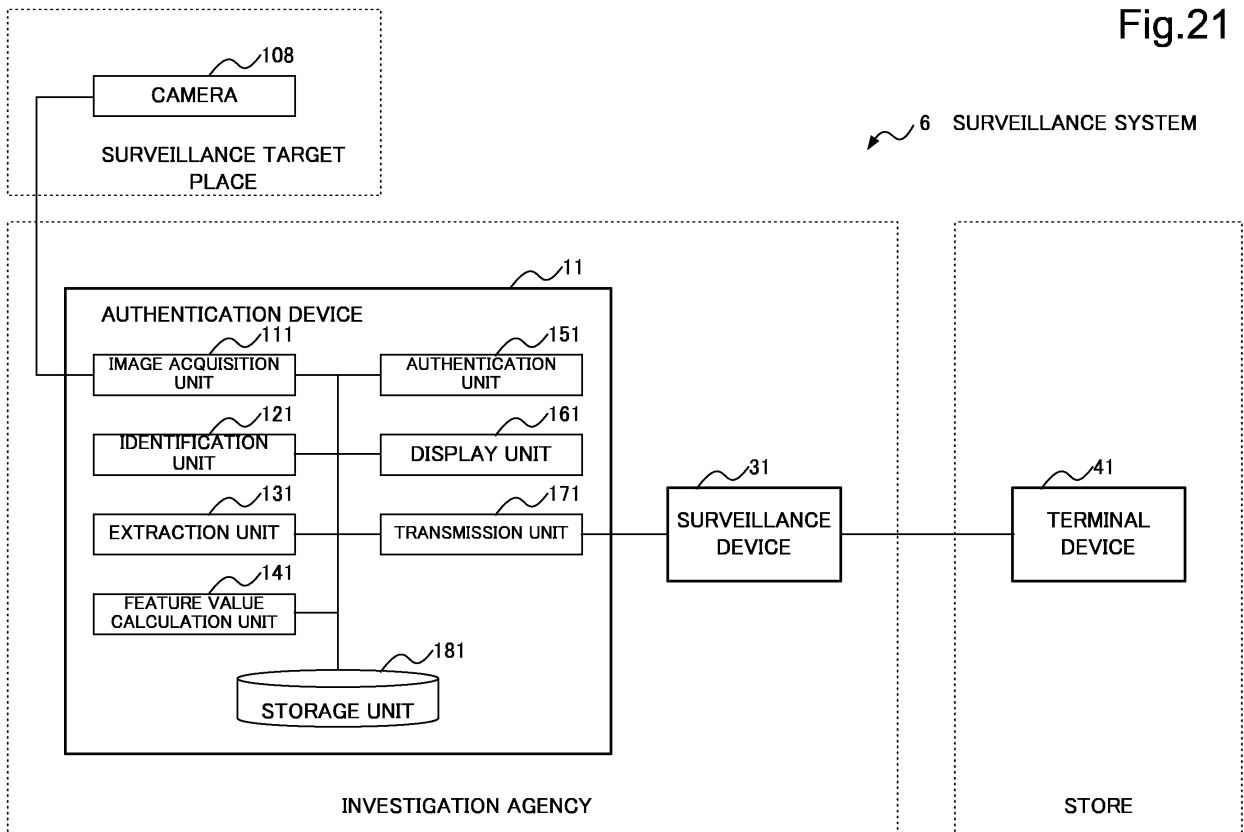 Fig.21
108
CAMERA
SURVEILLANCE TARGET
PLACE
6 SURVEILLANCE SYSTEM
11
AUTHENTICATION DEVICE
111
IMAGE ACQUISITION
UNIT
151
AUTHENTICATION
UNIT
121
IDENTIFICATION
UNIT
161
DISPLAY UNIT
131
EXTRACTION UNIT
171
TRANSMISSION UNIT
31
SURVEILLANCE
DEVICE
41
TERMINAL
DEVICE
141
FEATURE VALUE
CALCULATION UNIT
181
STORAGE UNIT
INVESTIGATION AGENCY
STORE